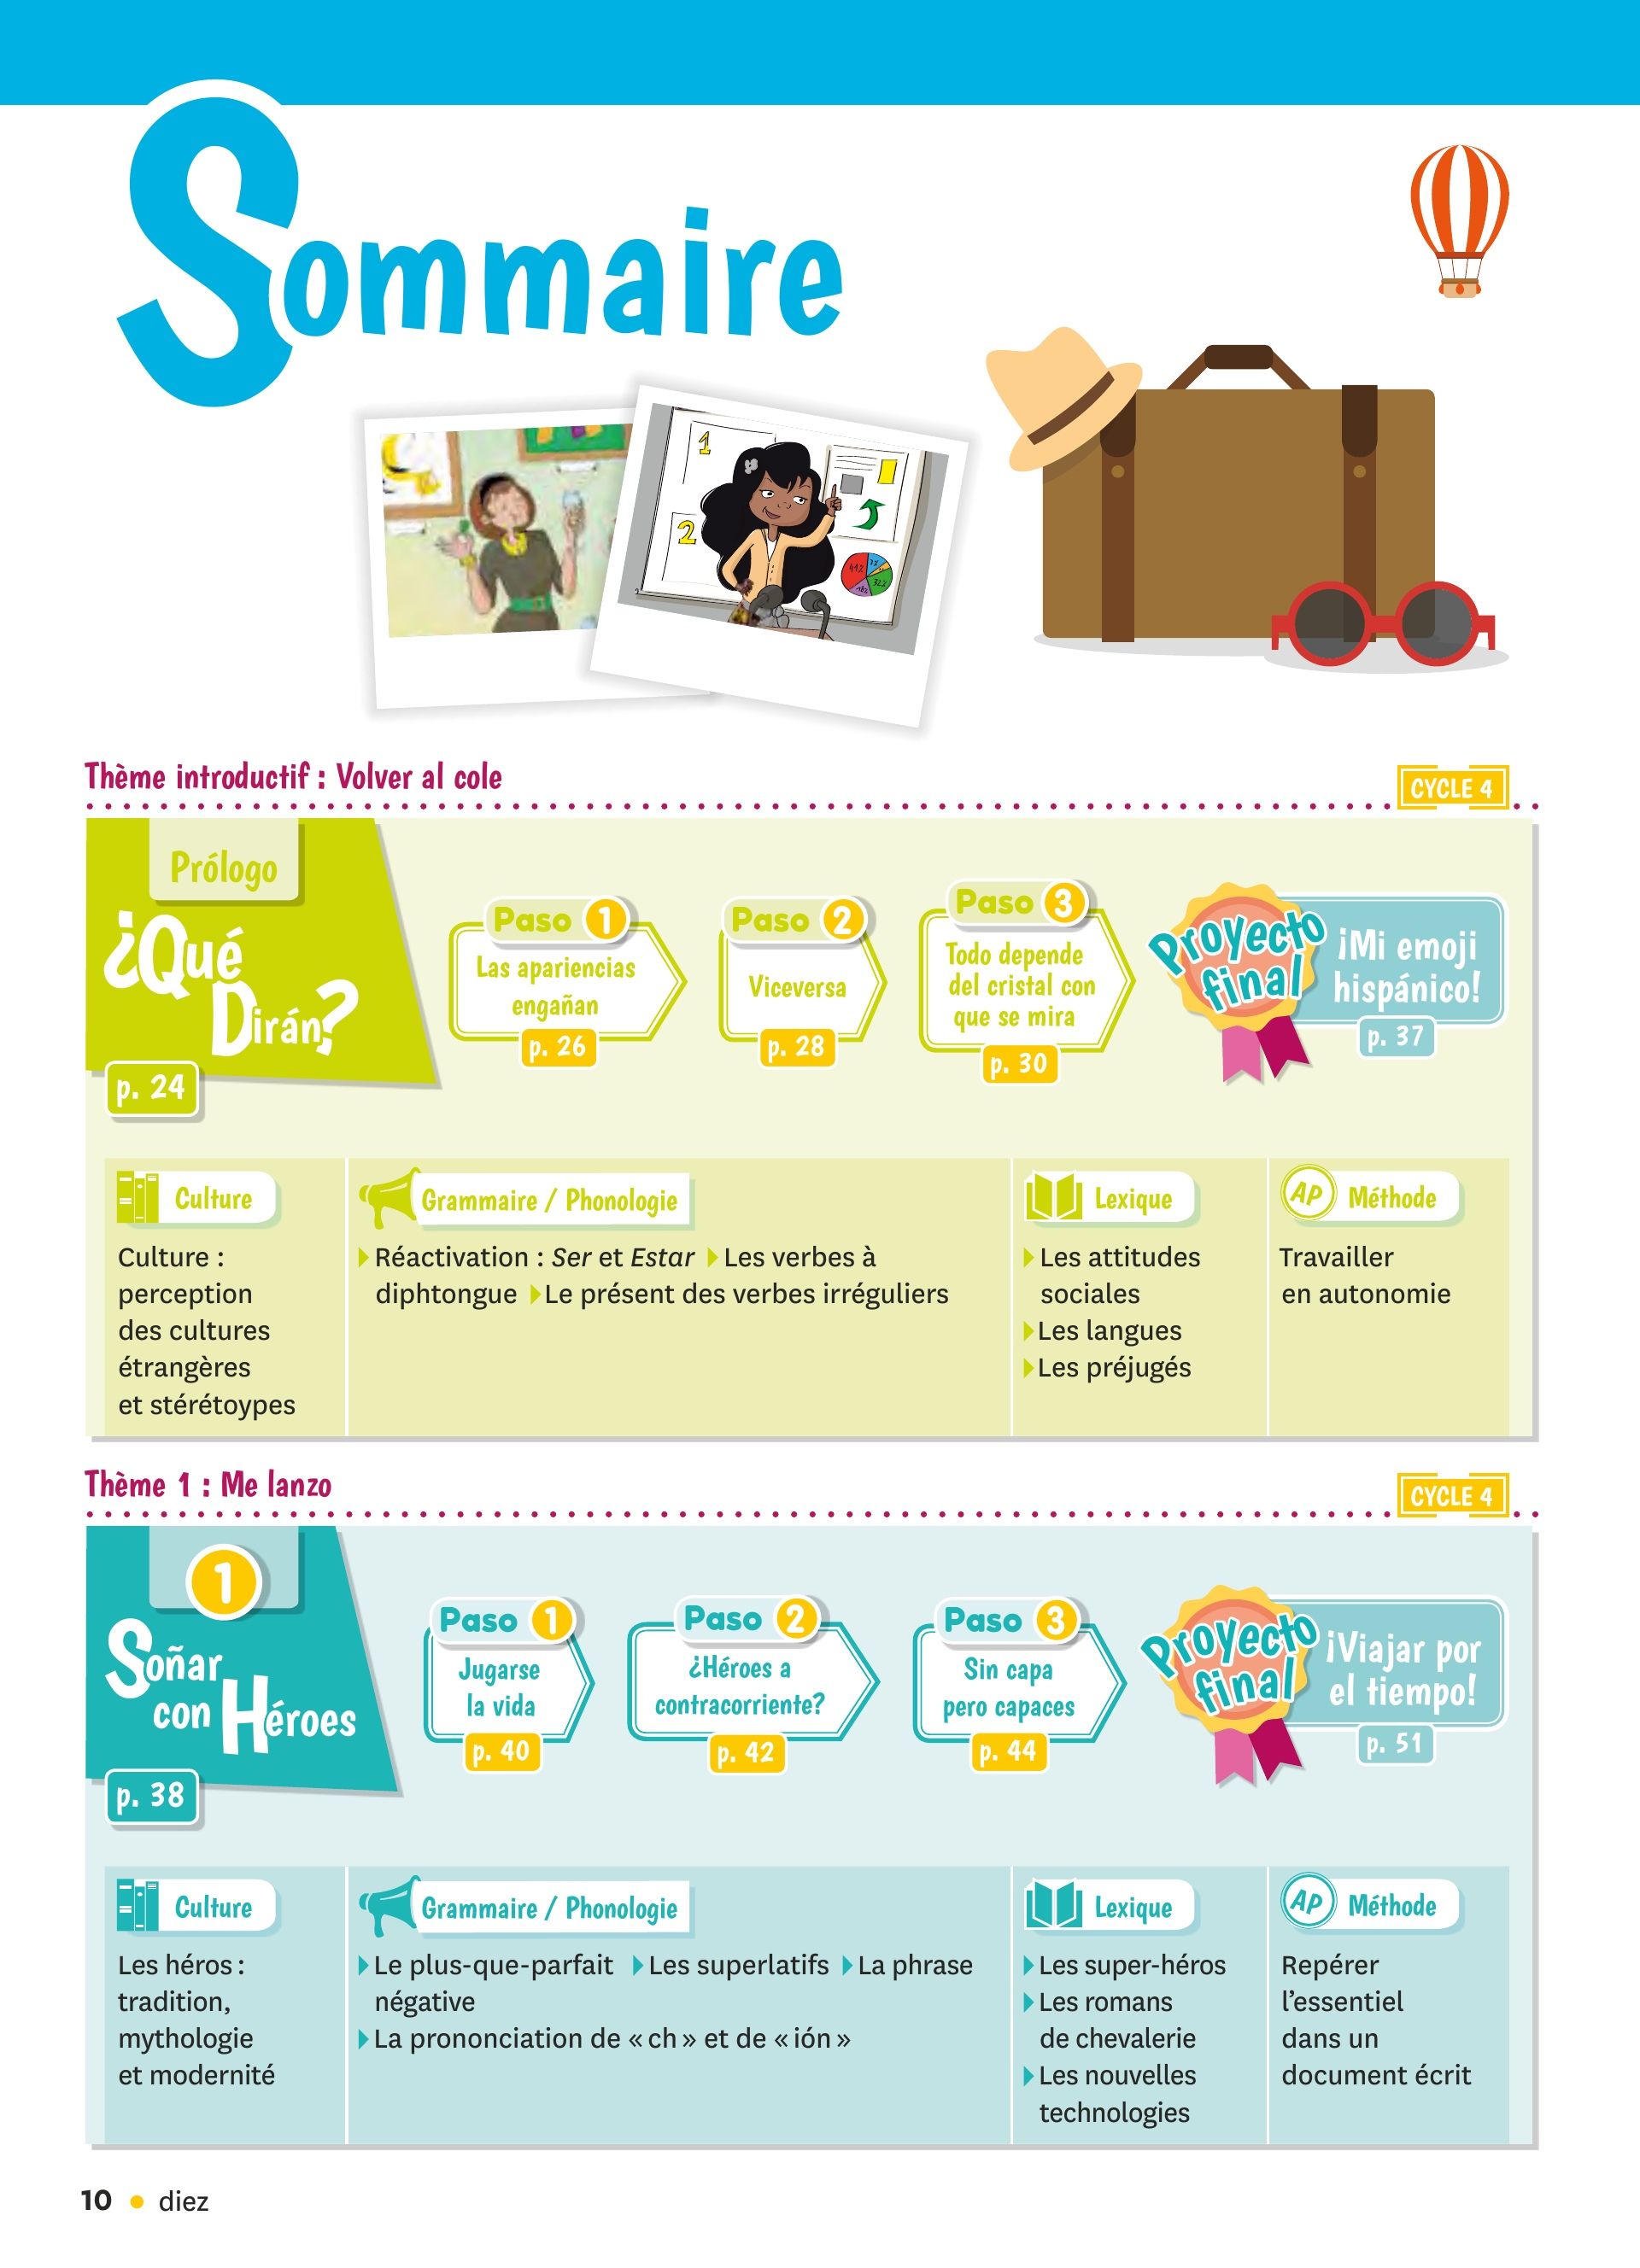 Sommaire
1
2
Thème introductif : Volver al cole
CYCLE 4
Prólogo
¿Qué
Dirán?
p. 24
Paso 1
Las apariencias
engañan
p. 26
Paso 2
Viceversa
p. 28
Paso 3
Todo depende
del cristal con
que se mira
p. 30
Proyecto
final
¡Mi emoji
hispánico!
p. 37
Culture
Culture :
perception
des cultures
étrangères
et stérétoypes
Grammaire / Phonologie
Réactivation : Ser et Estar Les verbes à
diphtongue Le présent des verbes irréguliers
Lexique
Les attitudes
sociales
Les langues
Les préjugés
AP Méthode
Travailler
en autonomie
Thème 1 : Me lanzo
CYCLE 4
1
Soñar
con Héroes
p. 38
Paso 1
Jugarse
la vida
p. 40
Paso 2
¿Héroes a
contracorriente?
p. 42
Paso 3
Sin capa
pero capaces
p. 44
Proyecto
final
¡Viajar por
el tiempo!
p. 51
Culture
Les héros :
tradition,
mythologie
et modernité
Grammaire / Phonologie
Le plus-que-parfait Les superlatifs La phrase
négative
La prononciation de « ch » et de « ión »
Lexique
Les super-héros
Les romans
de chevalerie
Les nouvelles
technologies
AP Méthode
Repérer
l'essentiel
dans un
document écrit
10 • diez